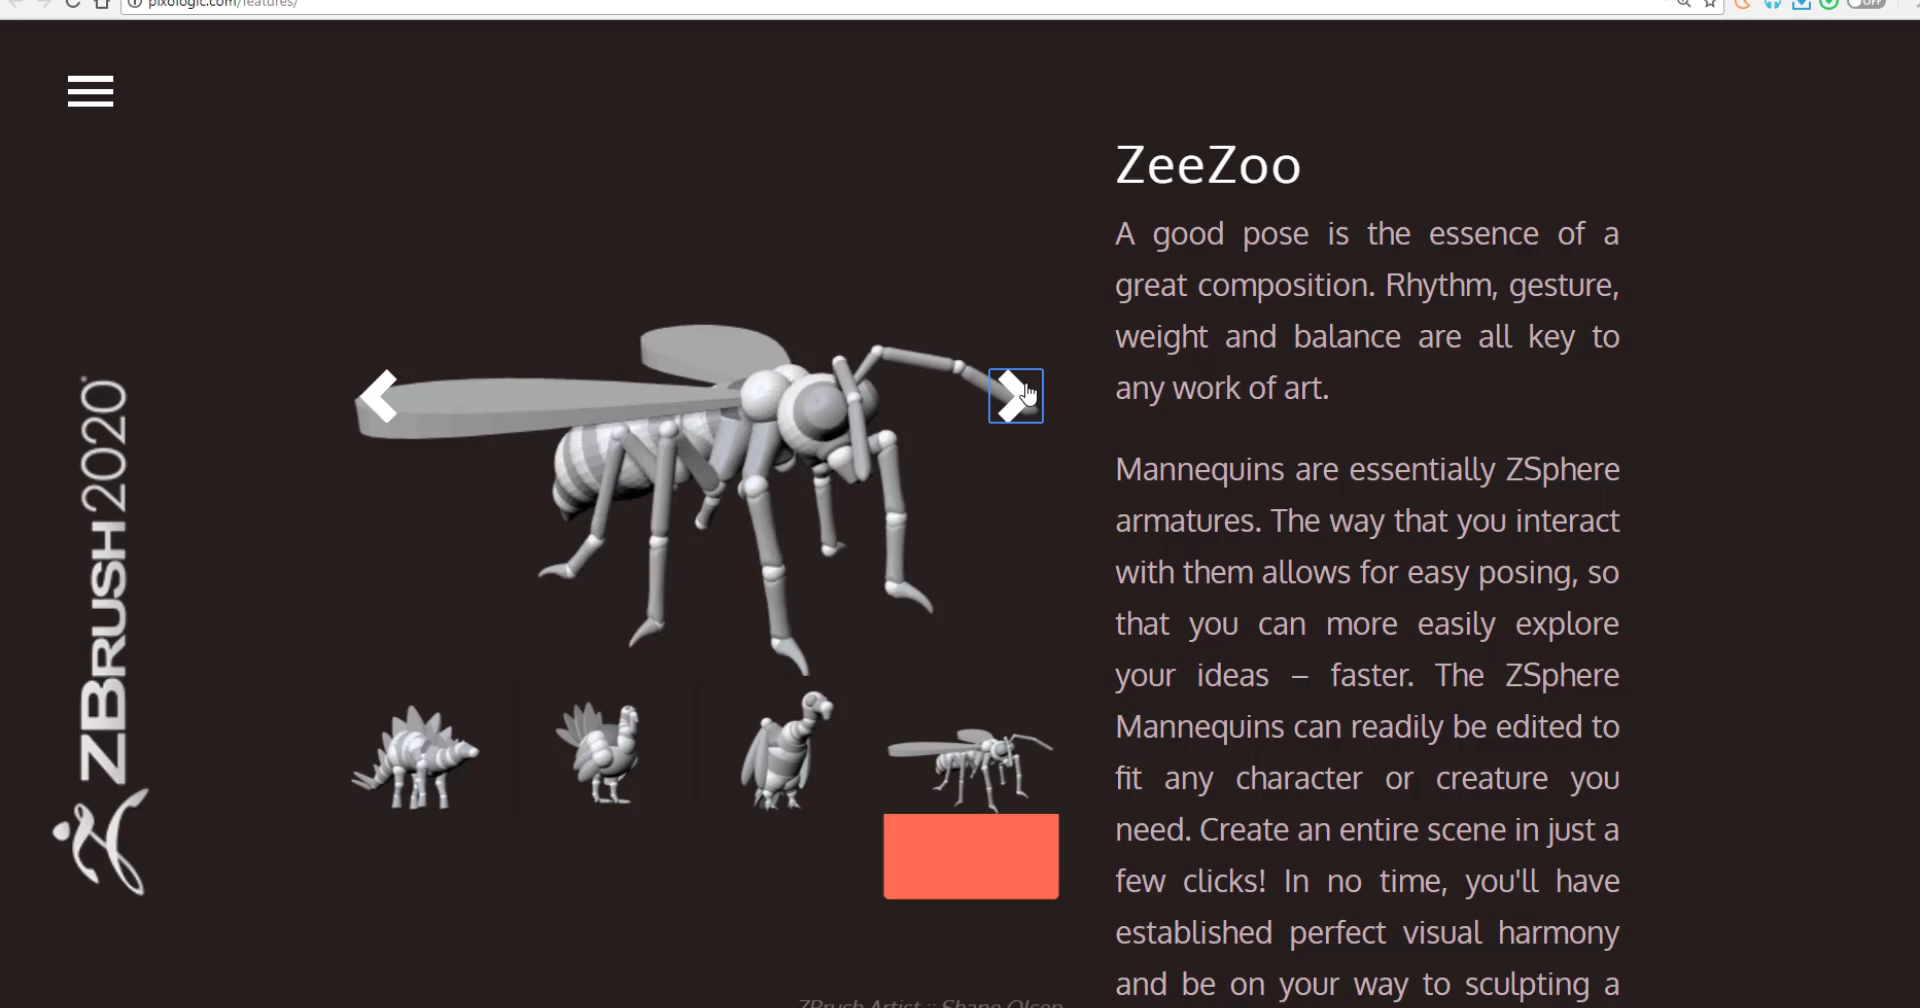 pixologic.com/features/
OFF
ZBRUSH 2020
ZeeZoo
A good pose is the essence of a
great composition. Rhythm, gesture,
weight and balance are all key to
any work of art.
Mannequins are essentially ZSphere
armatures. The way that you interact
with them allows for easy posing, so
that you can more easily explore
your ideas – faster. The ZSphere
Mannequins can readily be edited to
fit any character or creature you
need. Create an entire scene in just a
few clicks! In no time, you'll have
established perfect visual harmony
and be on your way to sculpting a
ZBrush Artist :: Shane Olsen